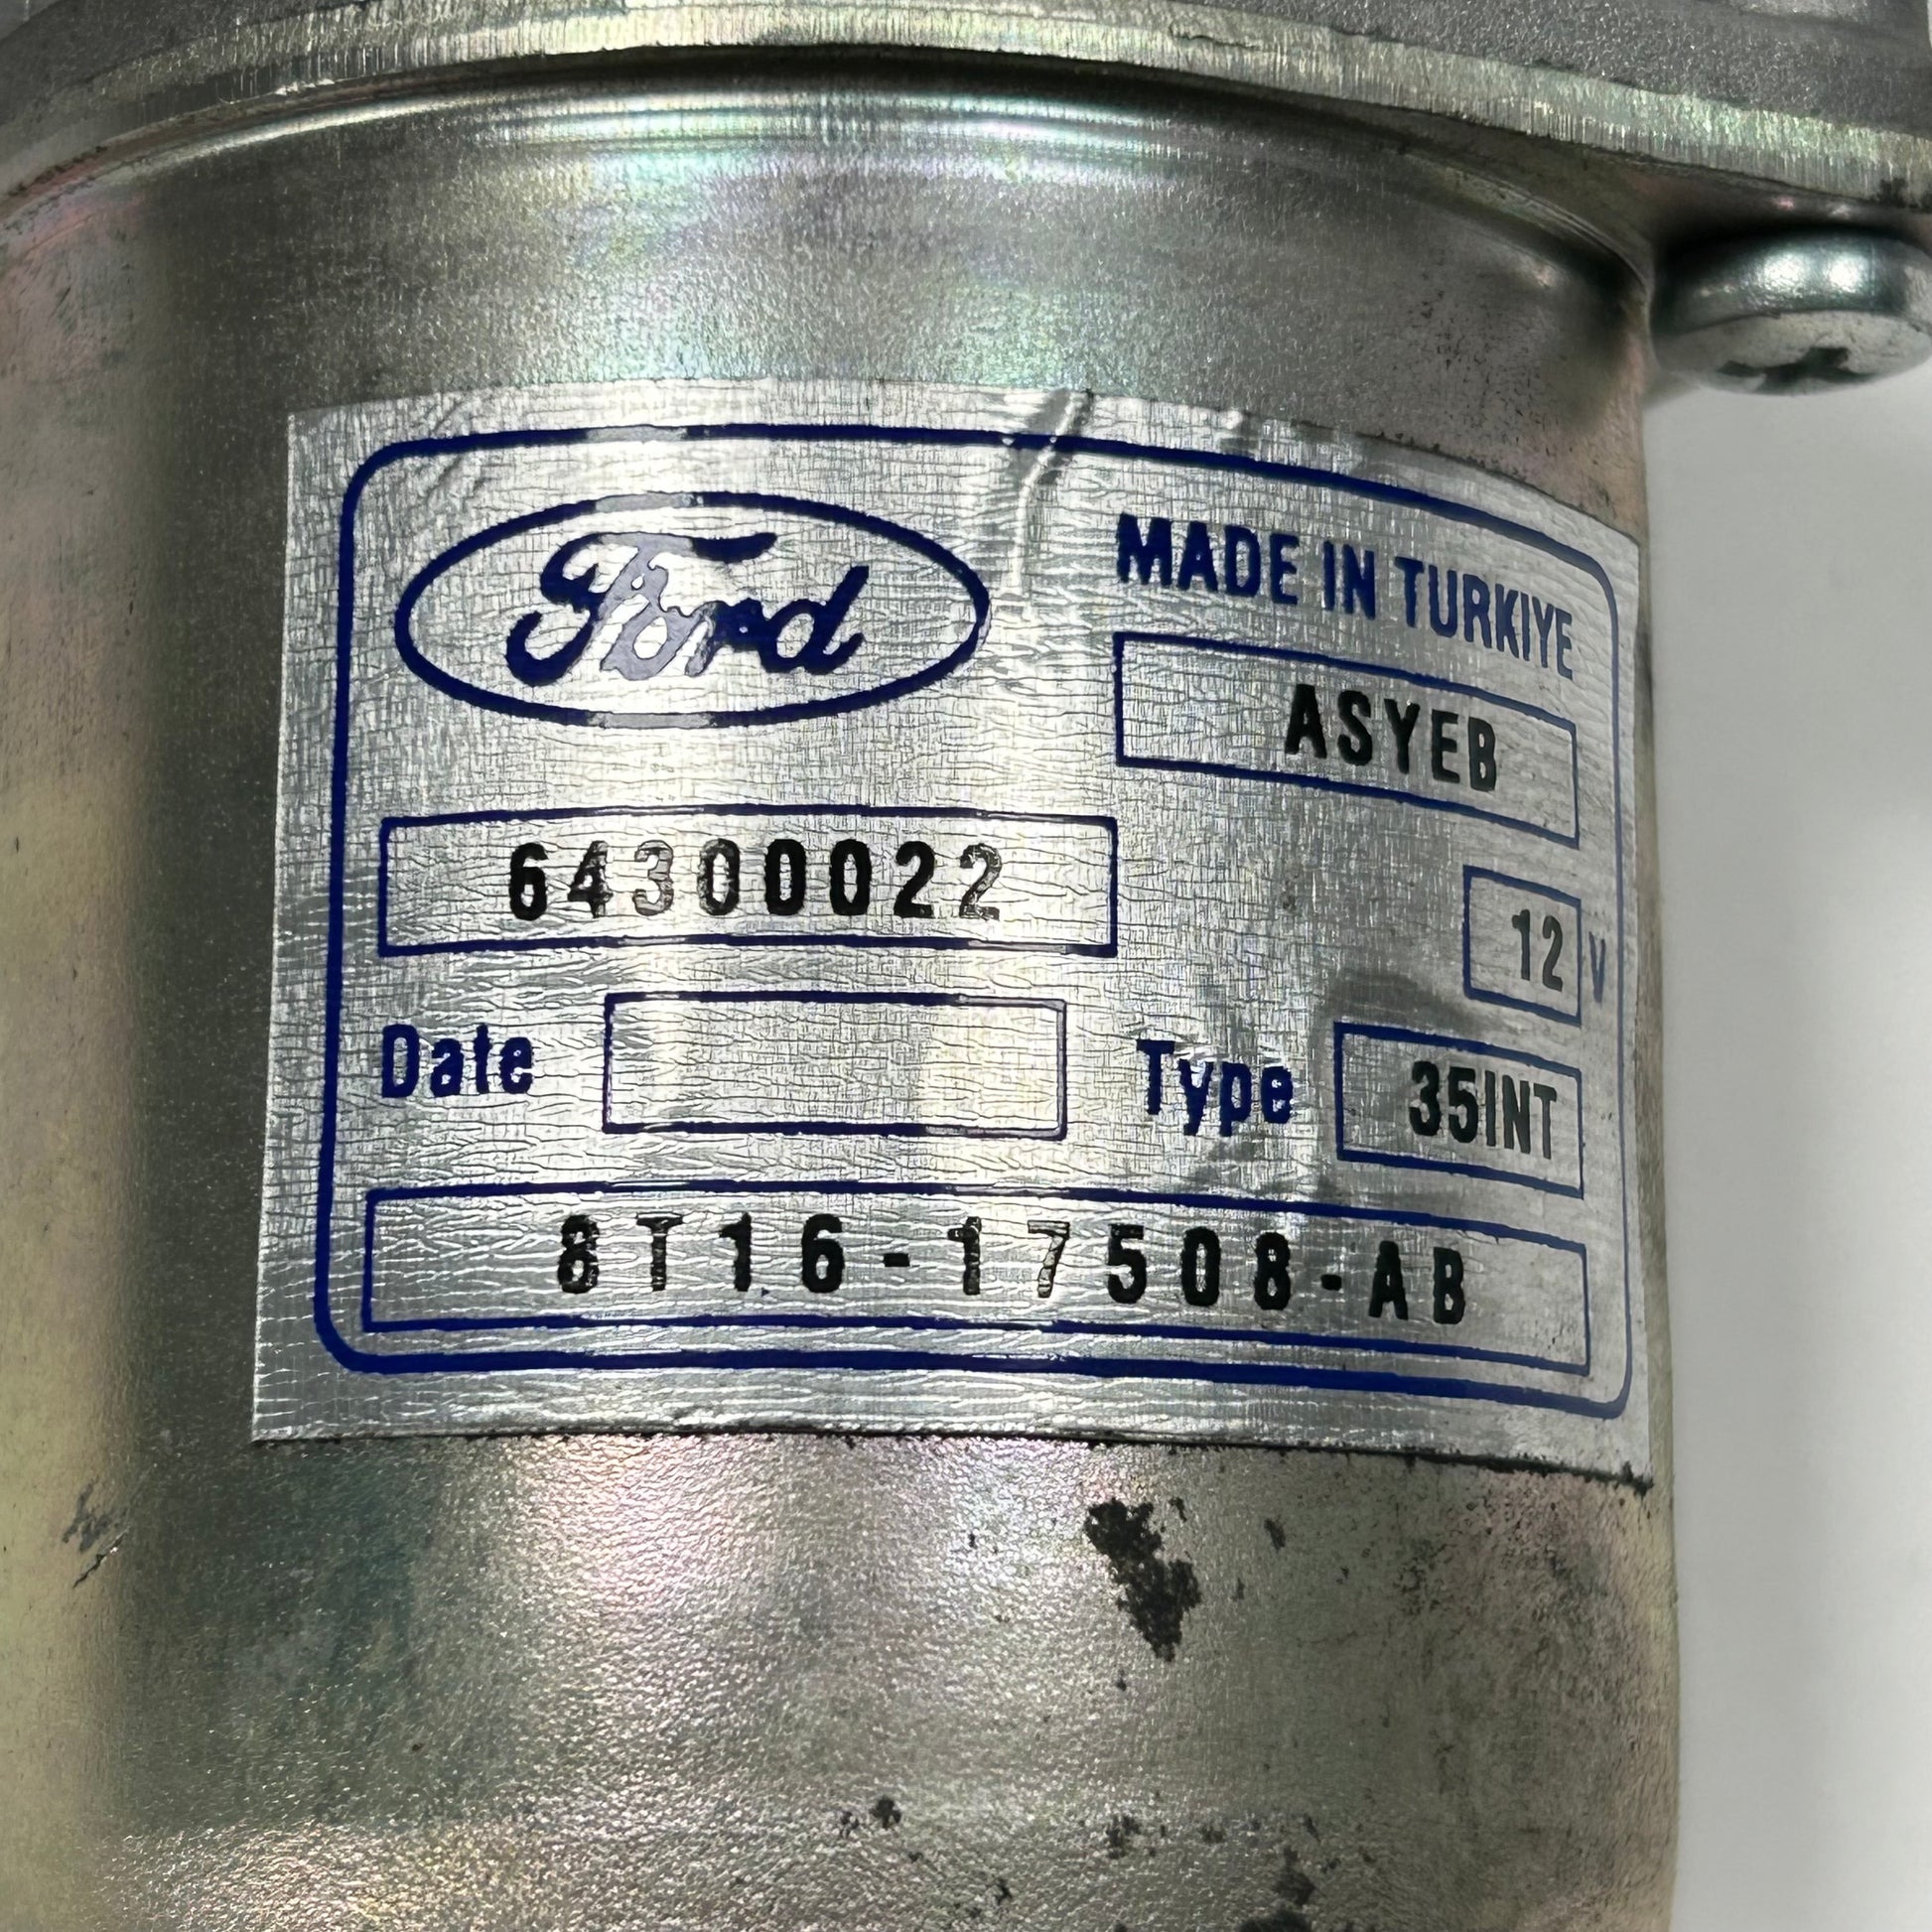 Ford
MADE IN TURKIYE
ASYEB
64300022
12 V
Date
Type 35INT
8T16-17508-AB